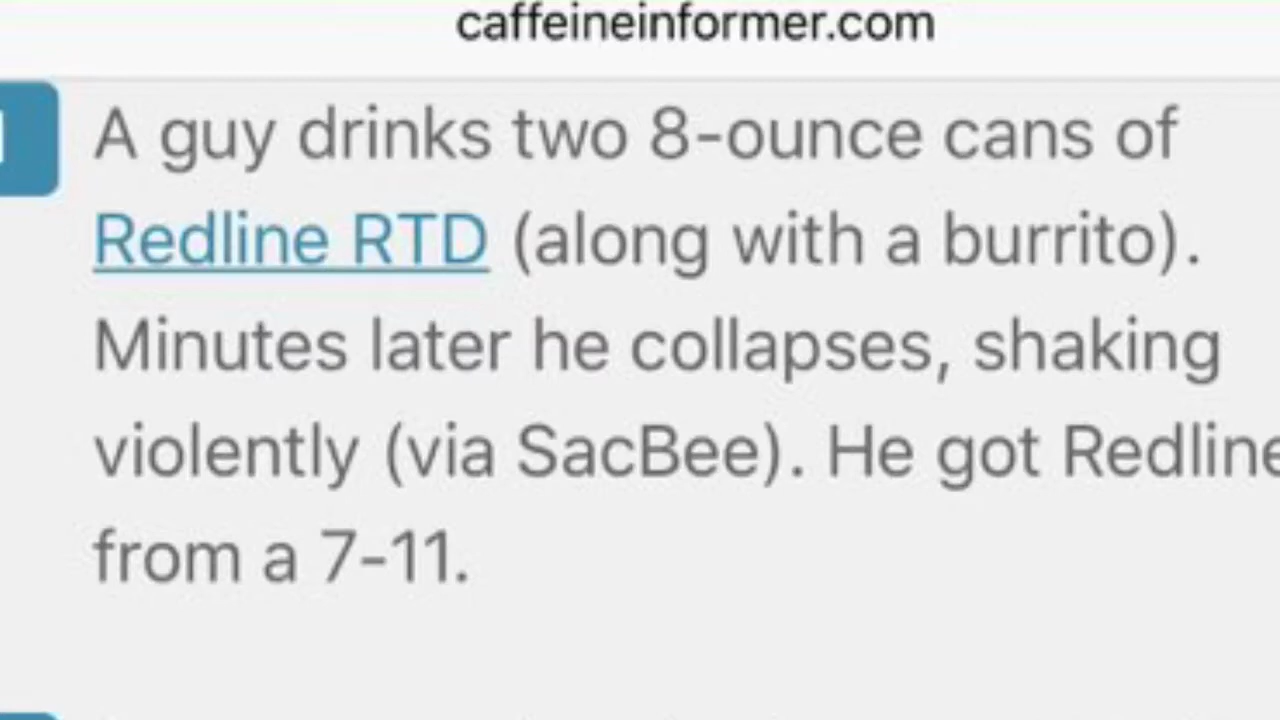 caffeineinformer.com
A guy drinks two 8-ounce cans of
Redline RTD (along with a burrito).
Minutes later he collapses, shaking
violently (via SacBee). He got Redline
from a 7-11.